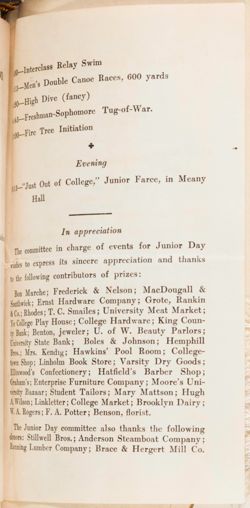 —Interclass Relay Swim
—Men's Double Canoe Races, 600 yards
—High Dive (fancy)
—Freshman-Sophomore Tug-of-War.
—Fire Tree Initiation
Evening
—"Just Out of College," Junior Farce, in Meany
Hall
In appreciation
The committee in charge of events for Junior Day
wishes to express its sincere appreciation and thanks
to the following contributors of prizes:
Bon Marche; Frederick & Nelson; MacDougall &
Southwick; Ernst Hardware Company; Grote, Rankin
& Co.; Rhodes; T. C. Smailes; University Meat Market;
The College Play House; College Hardware; King Coun-
ty Bank; Benton, jeweler; U. of W. Beauty Parlors;
University State Bank; Boles & Johnson; Hemphill
Bros.; Mrs. Kendig; Hawkins' Pool Room; College-
town Shop; Linholm Book Store; Varsity Dry Goods;
Ellinwood's Confectionery; Hatfield's Barber Shop;
Graham's; Enterprise Furniture Company; Moore's Uni-
versity Bazaar; Student Tailors; Mary Mattson; Hugh
A. Wilson; Linkletter; College Market; Brooklyn Dairy;
W. A. Rogers; F. A. Potter; Benson, florist.
The Junior Day committee also thanks the following
Stillwell Bros.; Anderson Steamboat Company;
Lumber Company; Brace & Hergert Mill Co.